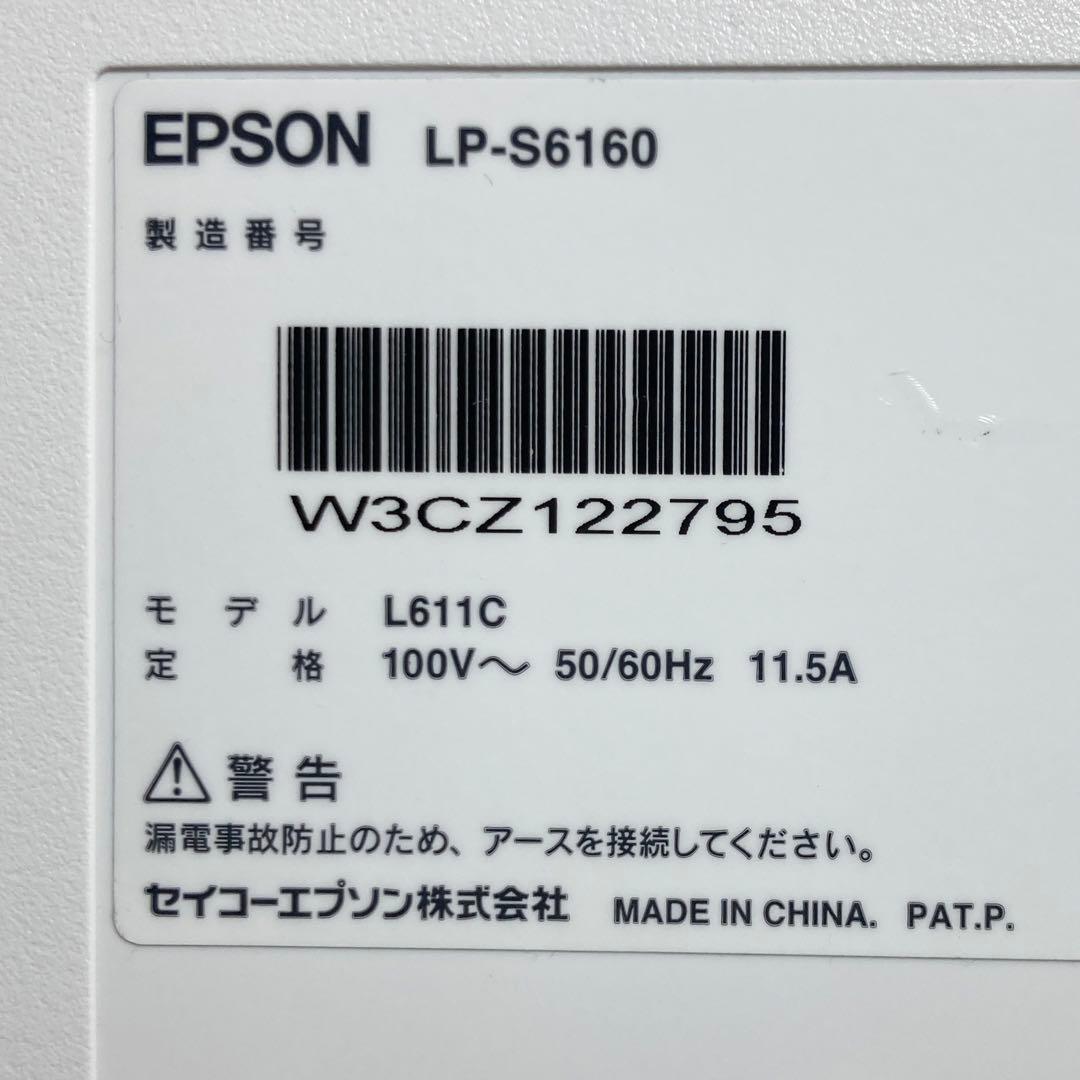 EPSON LP-S6160
製造番号
W3CZ122795
モデル L611C
定格 100V～ 50/60Hz 11.5A
⚠警告
漏電事故防止のため、アースを接続してください。
セイコーエプソン株式会社 MADE IN CHINA. PAT.P.